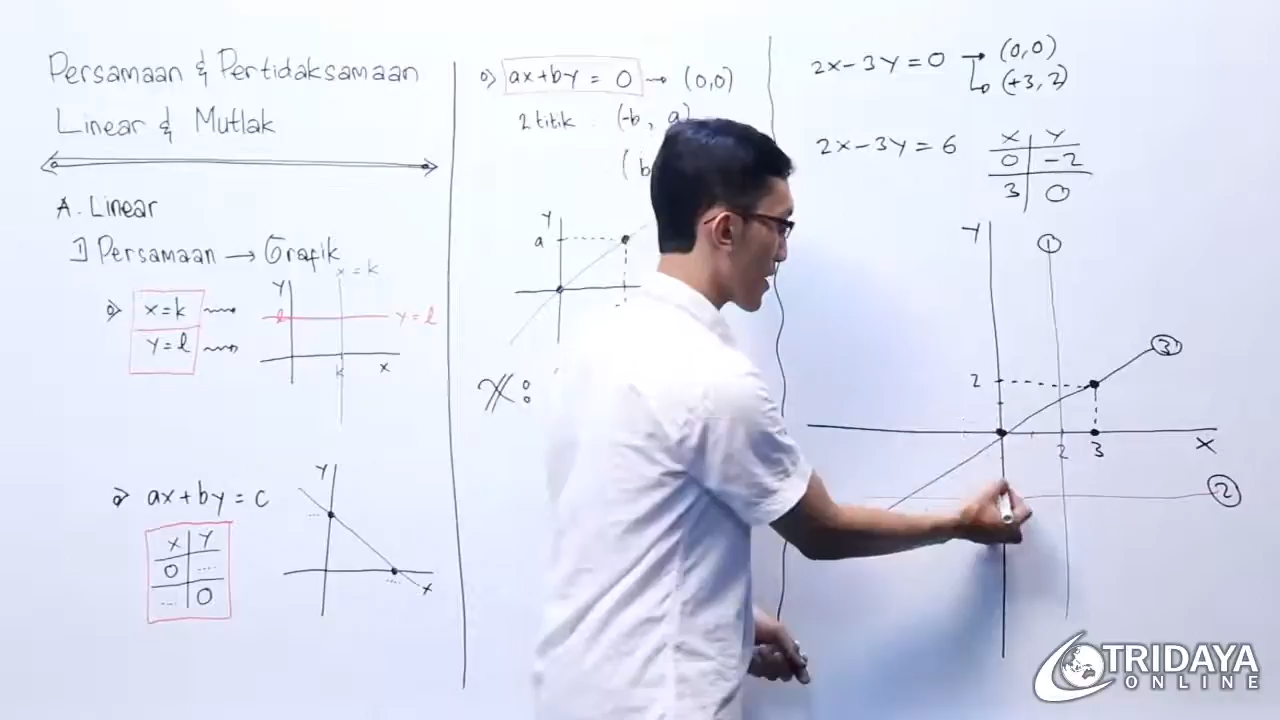 Persamaan & Pertidaksamaan
Linear & Mutlak
A. Linear
1) Persamaan → Grafik
x = k
y = l
Y
x = k
l
y = l
k
x
ax + by = c
X Y
0 ....
.... 0
Y
....
....
x
ax + by = 0 → (0,0)
2 titik : (-b, a)
(b
Y
a
X :
2x - 3y = 0 → (0,0)
↳ (+3, 2)
2x - 3y = 6
X Y
0 -2
3 0
Y
1
3
2
2
3
X
2
TRIDAYA
ONLINE